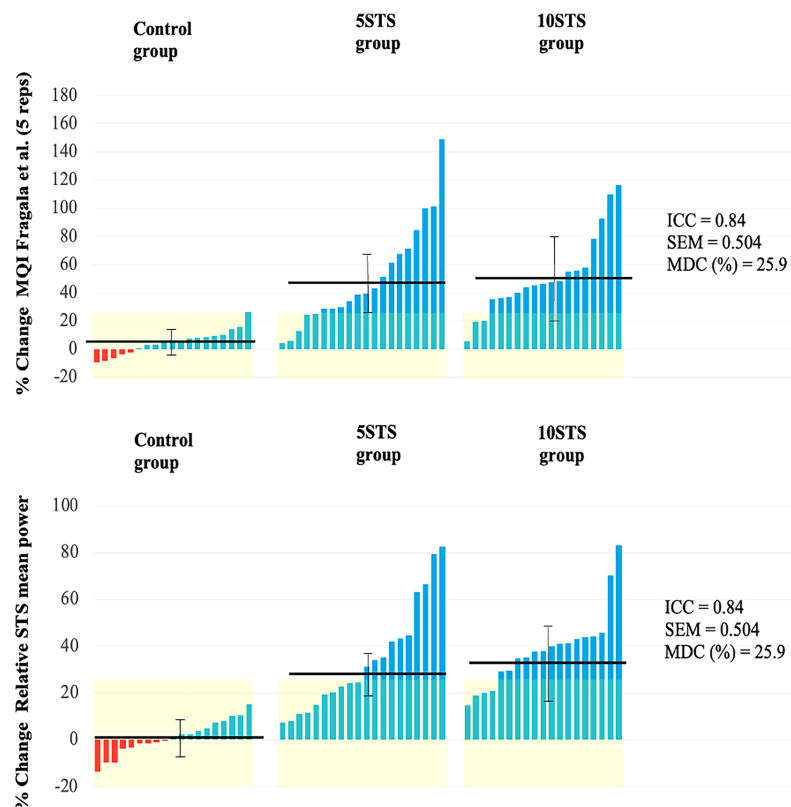 Control
group
5STS
group
10STS
group
% Change MQI Fragala et al. (5 reps)
180
160
140
120
100
80
60
40
20
0
-20
ICC = 0.84
SEM = 0.504
MDC (%) = 25.9
Control
group
5STS
group
10STS
group
% Change Relative STS mean power
100
80
60
40
20
0
-20
ICC = 0.84
SEM = 0.504
MDC (%) = 25.9